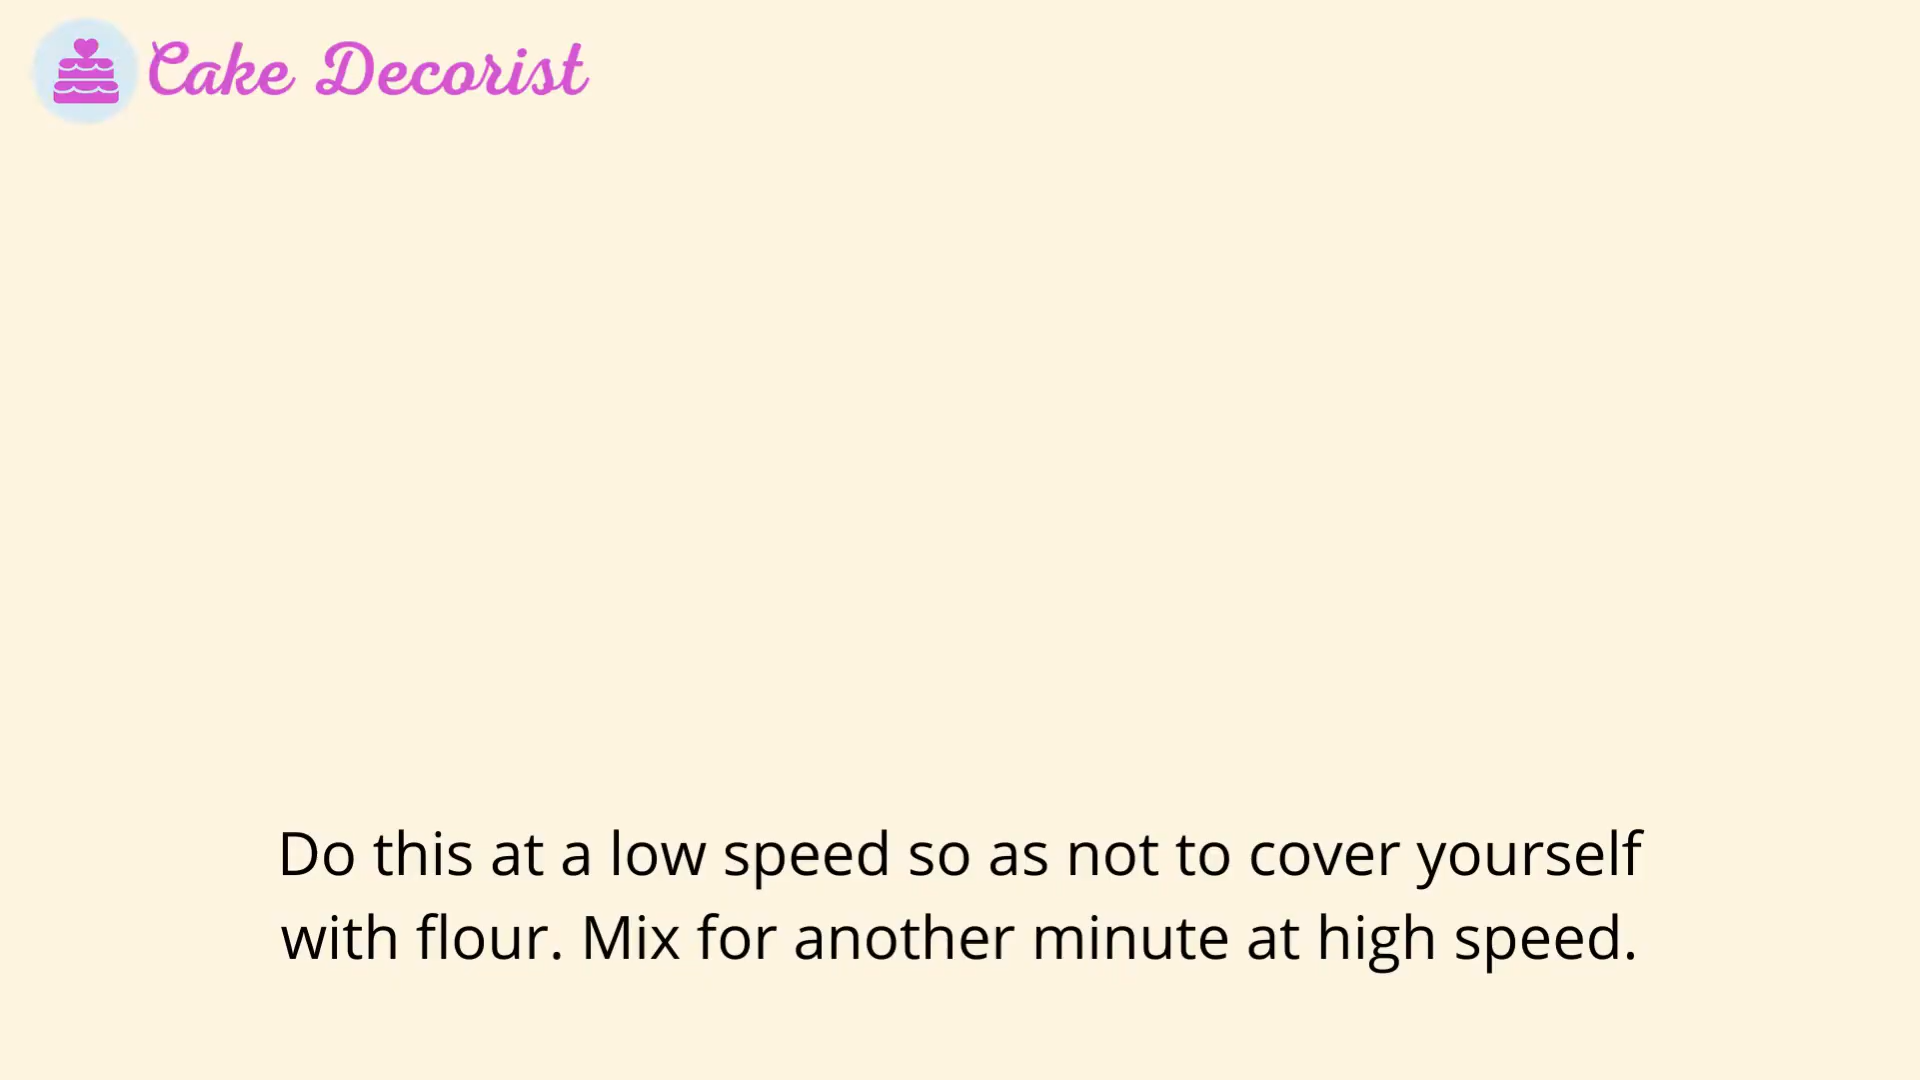 Cake Decorist
Do this at a low speed so as not to cover yourself
with flour. Mix for another minute at high speed.